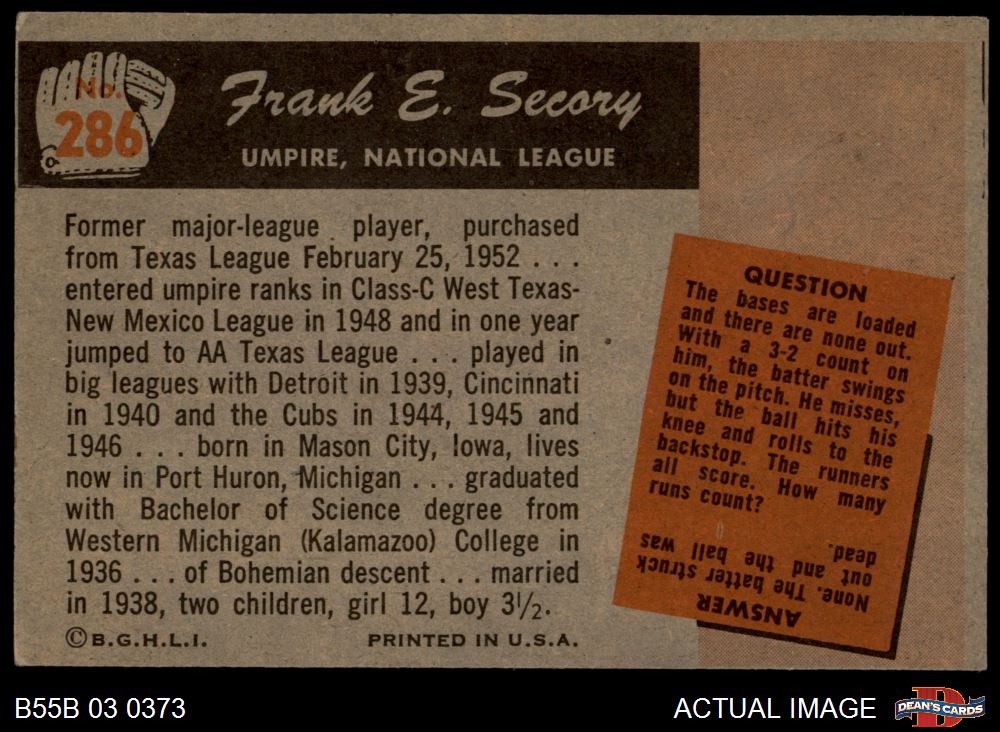 No.
286
Frank E. Secory
UMPIRE, NATIONAL LEAGUE
Former major-league player, purchased
from Texas League February 25, 1952 . . .
entered umpire ranks in Class-C West Texas-
New Mexico League in 1948 and in one year
jumped to AA Texas League . . . played in
big leagues with Detroit in 1939, Cincinnati
in 1940 and the Cubs in 1944, 1945 and
1946 . . . born in Mason City, Iowa, lives
now in Port Huron, Michigan . . . graduated
with Bachelor of Science degree from
Western Michigan (Kalamazoo) College in
1936 . . . of Bohemian descent . . . married
in 1938, two children, girl 12, boy 3½.
©B.G.H.L.I. PRINTED IN U.S.A.
QUESTION
The bases are loaded
and there are none out.
With a 3-2 count on
him, the batter swings
on the pitch. He misses,
but the ball hits his
knee and rolls to the
backstop. The runners
all score. How many
runs count?
ANSWER
None. The batter struck
out and the ball was
dead.
B55B 03 0373
ACTUAL IMAGE
D
DEAN'S CARDS